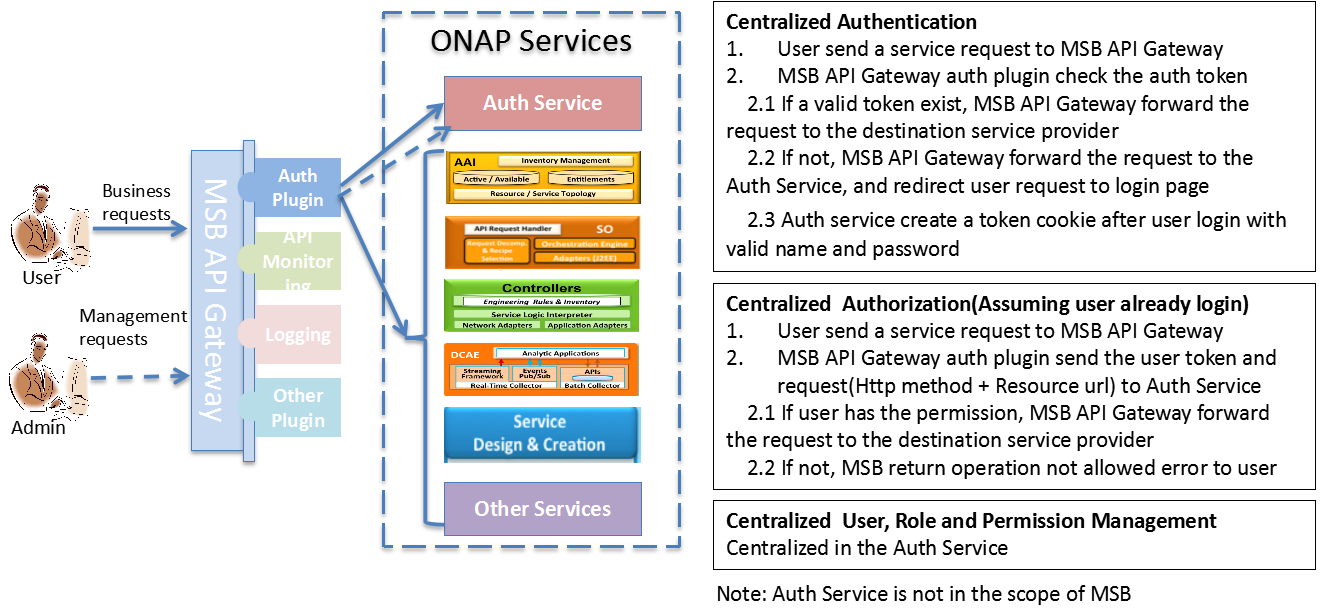 ONAP Services
Auth Service
AAI
Inventory Management
Active / Available
Entitlements
Resource / Service Topology
API Request Handler
SO
Request Decomp.
& Recipe
Selection
Orchestration Engine
Adapters (J2EE)
Controllers
Engineering Rules & Inventory
Service Logic Interpreter
Network Adapters
Application Adapters
DCAE
Analytic Applications
Streaming
Framework
Events
Pub/Sub
APIs
Real-Time Collector
Batch Collector
Service
Design & Creation
Other Services
MSB API Gateway
Auth
Plugin
API
Monitor
ing
Logging
Other
Plugin
Business
requests
User
Management
requests
Admin
Centralized Authentication
1. User send a service request to MSB API Gateway
2. MSB API Gateway auth plugin check the auth token
2.1 If a valid token exist, MSB API Gateway forward the
request to the destination service provider
2.2 If not, MSB API Gateway forward the request to the
Auth Service, and redirect user request to login page
2.3 Auth service create a token cookie after user login with
valid name and password
Centralized Authorization(Assuming user already login)
1. User send a service request to MSB API Gateway
2. MSB API Gateway auth plugin send the user token and
request(Http method + Resource url) to Auth Service
2.1 If user has the permission, MSB API Gateway forward
the request to the destination service provider
2.2 If not, MSB return operation not allowed error to user
Centralized User, Role and Permission Management
Centralized in the Auth Service
Note: Auth Service is not in the scope of MSB